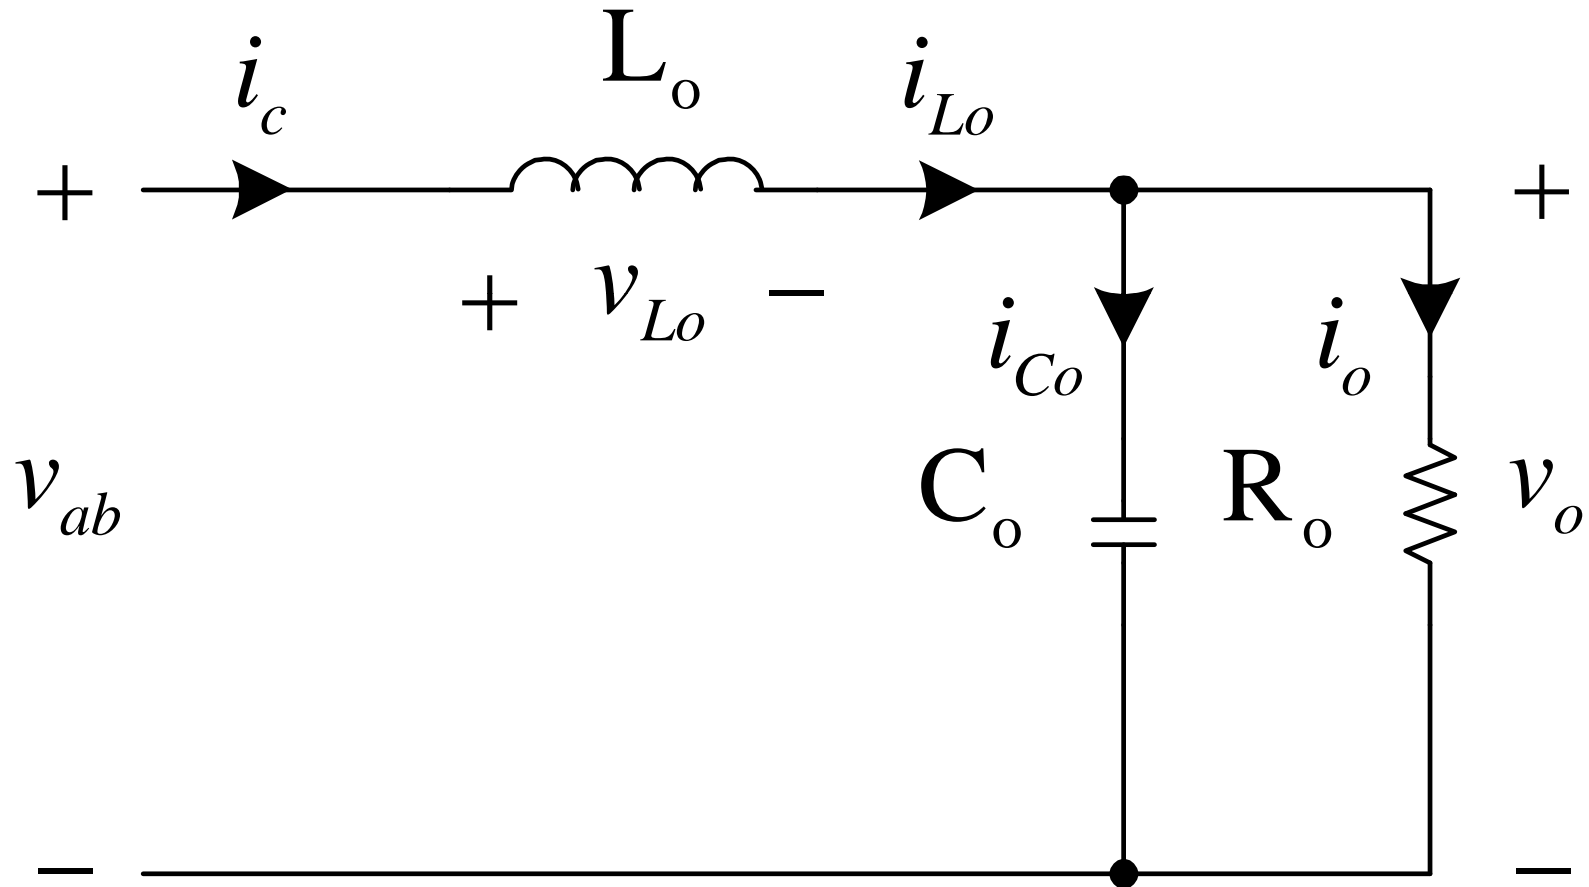 i_c L_o i_Lo
+ +
+ v_Lo −
i_Co i_o
v_ab C_o R_o v_o
− −